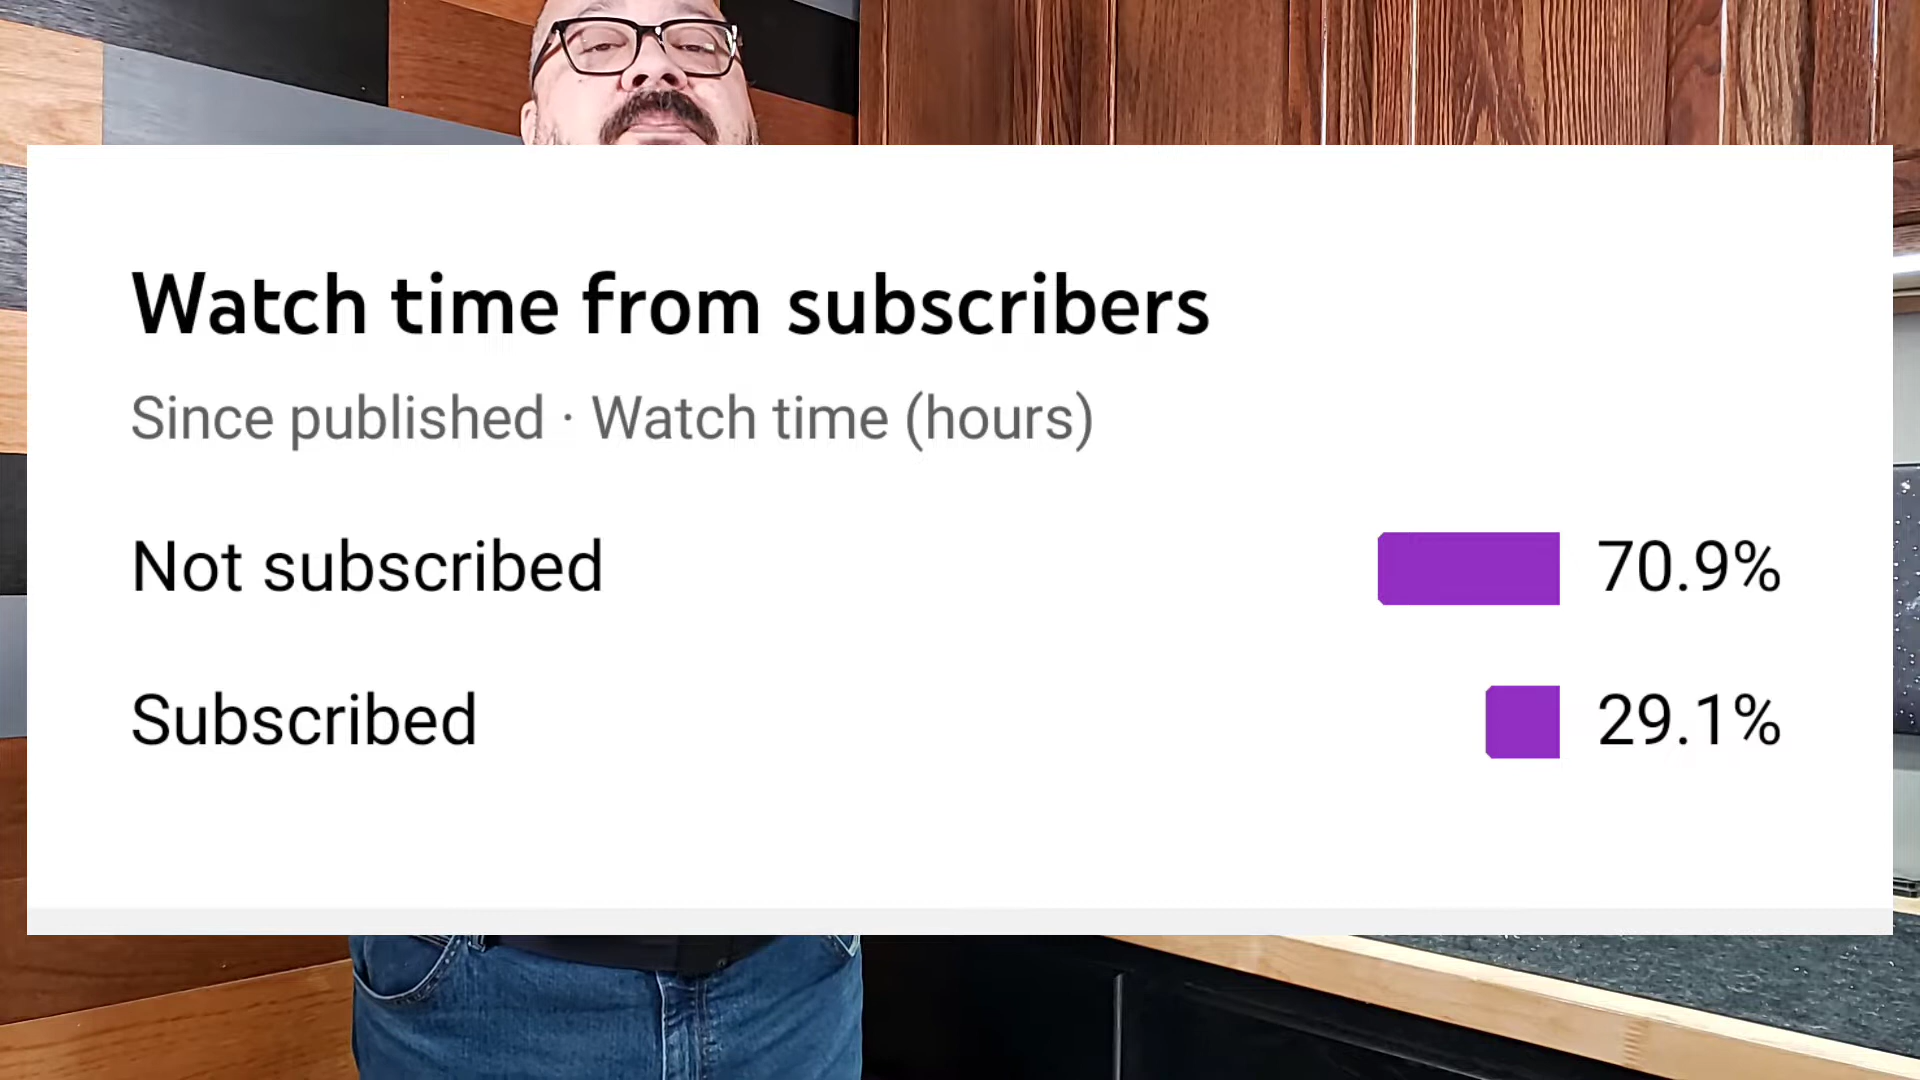 Watch time from subscribers
Since published · Watch time (hours)
Not subscribed 70.9%
Subscribed 29.1%